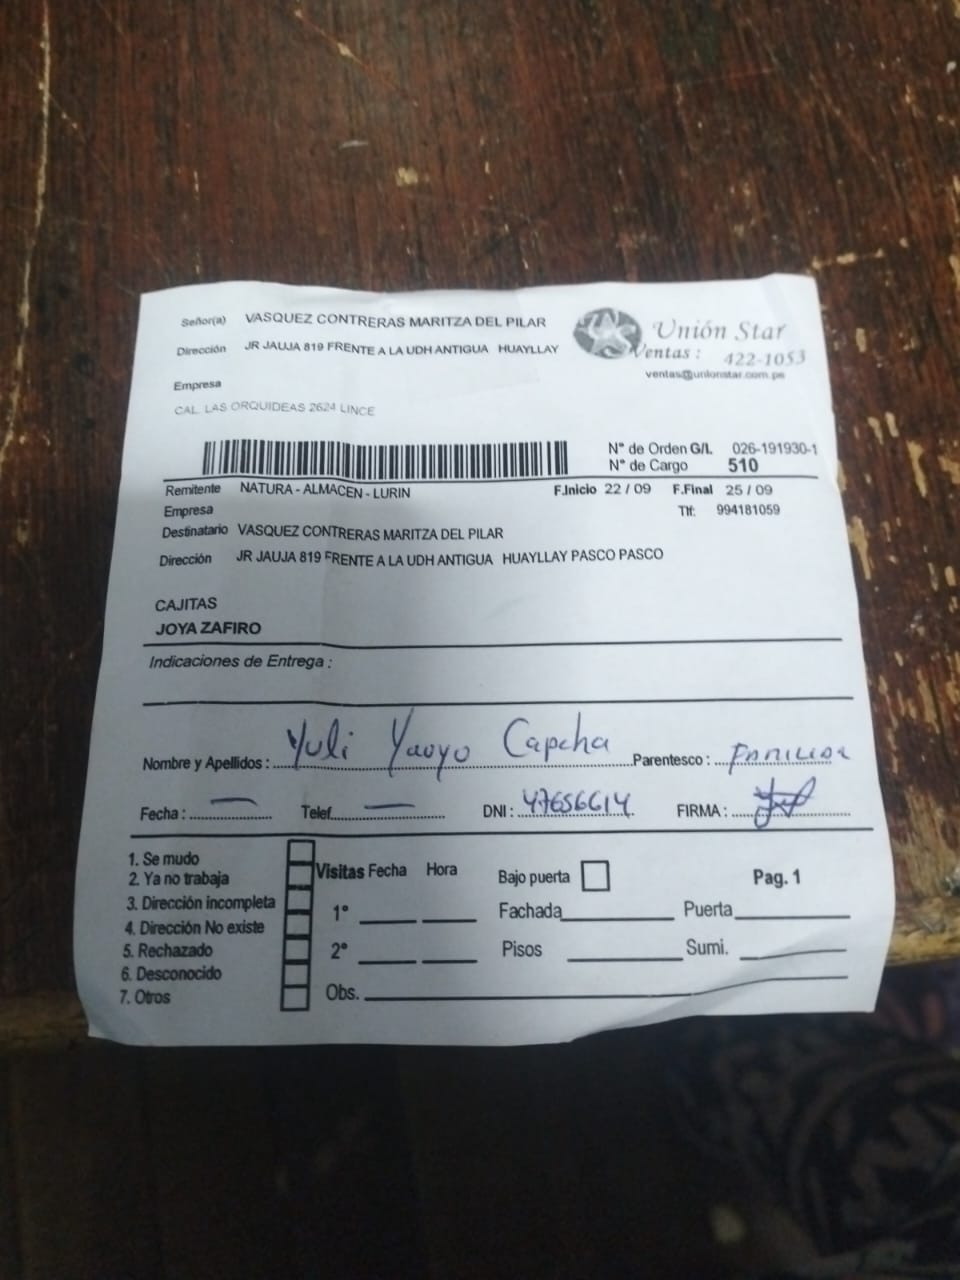 Señor(a) VASQUEZ CONTRERAS MARITZA DEL PILAR
Dirección JR JAUJA 819 FRENTE A LA UDH ANTIGUA HUAYLLAY
Unión Star
Ventas : 422-1053
ventas@unionstar.com.pe
Empresa
CAL. LAS ORQUIDEAS 2624 LINCE
N° de Orden G/L. 026-191930-1
N° de Cargo 510
Remitente NATURA - ALMACEN - LURIN F.Inicio 22 / 09 F.Final 25 / 09
Empresa Tlf: 994181059
Destinatario VASQUEZ CONTRERAS MARITZA DEL PILAR
Dirección JR JAUJA 819 FRENTE A LA UDH ANTIGUA HUAYLLAY PASCO PASCO
CAJITAS
JOYA ZAFIRO
Indicaciones de Entrega :
Nombre y Apellidos : Yuli Yauyo Capcha Parentesco : FAMILIAR
Fecha : — Telef. — DNI : 47656614 FIRMA :
1. Se mudo
2. Ya no trabaja
3. Dirección incompleta
4. Dirección No existe
5. Rechazado
6. Desconocido
7. Otros
Visitas Fecha Hora Bajo puerta Pag. 1
1° Fachada Puerta
2° Pisos Sumi.
Obs.